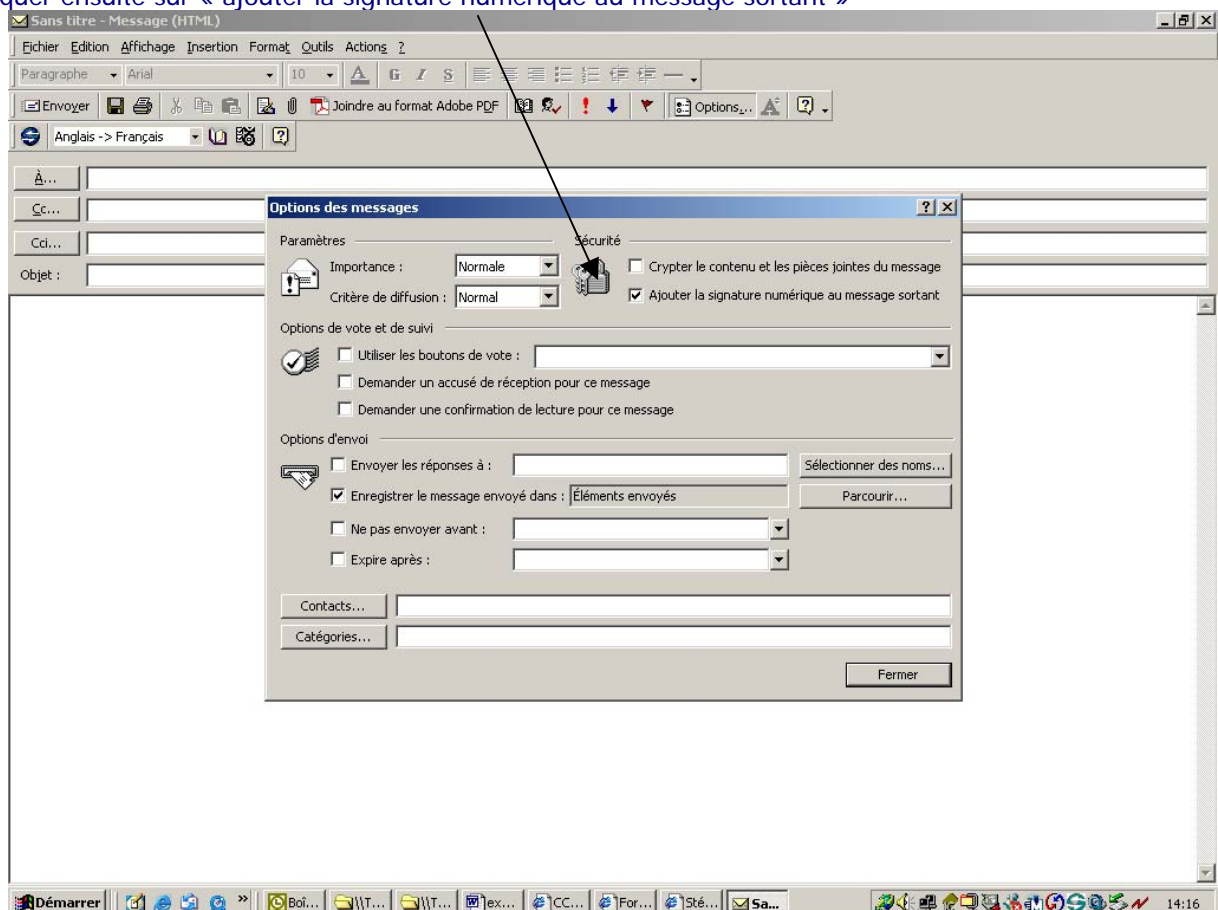 quer ensuite sur « ajouter la signature numérique au message sortant »
Sans titre - Message (HTML)
Fichier Edition Affichage Insertion Format Outils Actions ?
Paragraphe Arial 10 A G I S
Envoyer Joindre au format Adobe PDF Options... A
Anglais -> Français
À...
Cc...
Cci...
Objet :
Options des messages
Paramètres Sécurité
Importance : Normale Crypter le contenu et les pièces jointes du message
Critère de diffusion : Normal Ajouter la signature numérique au message sortant
Options de vote et de suivi
Utiliser les boutons de vote :
Demander un accusé de réception pour ce message
Demander une confirmation de lecture pour ce message
Options d'envoi
Envoyer les réponses à : Sélectionner des noms...
Enregistrer le message envoyé dans : Éléments envoyés Parcourir...
Ne pas envoyer avant :
Expire après :
Contacts...
Catégories...
Fermer
Démarrer » Boî... \\T... \\T... ex... CC... For... Sté... Sa... 14:16